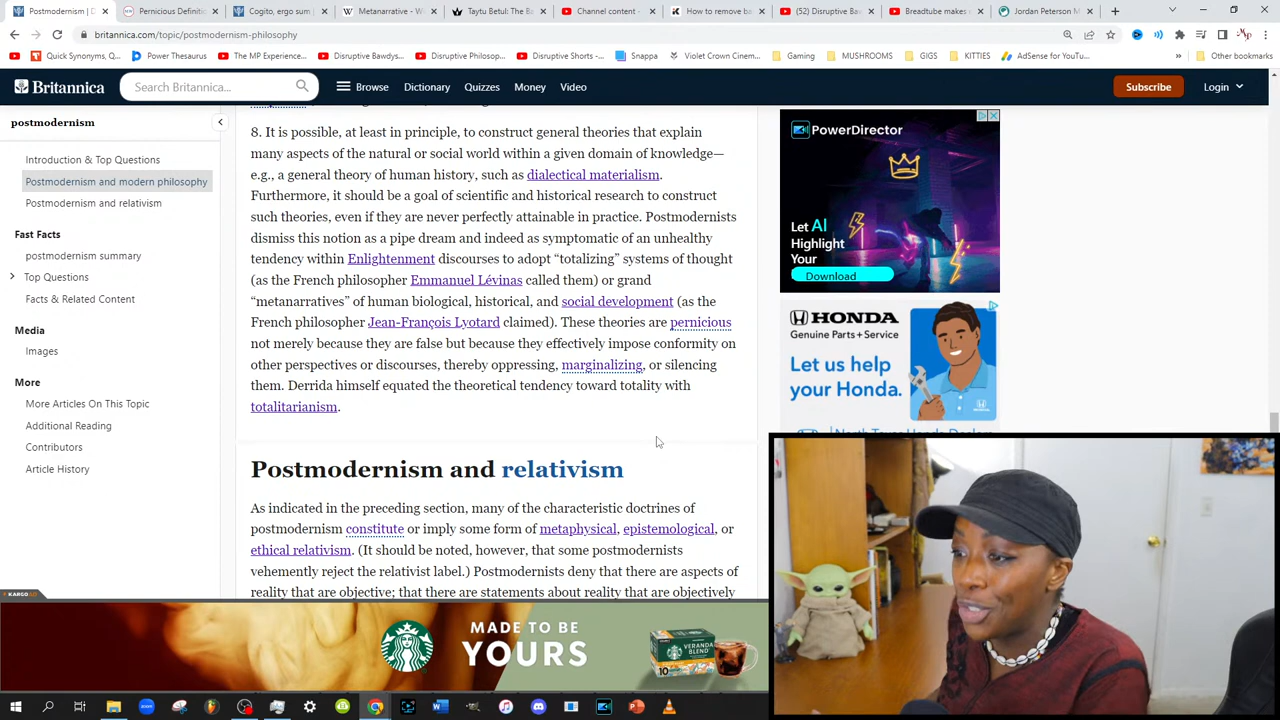 Postmodernism | D
Pernicious Definiti
Cogito, ergo sum |
Metanarrative - W
Taytu Betul: The Ba
Channel content -
How to remove ba
(52) Disruptive Baw
Breadtube makes
Jordan Peterson M
britannica.com/topic/postmodernism-philosophy
Quick Synonyms, Q...
Power Thesaurus
The MP Experience...
Disruptive Bawdys...
Disruptive Philosop...
Disruptive Shorts -...
Snappa
Violet Crown Cinem...
Gaming
MUSHROOMS
GIGS
KITTIES
AdSense for YouTu...
Other bookmarks
Britannica
Search Britannica...
Browse
Dictionary
Quizzes
Money
Video
Subscribe
Login
postmodernism
Introduction & Top Questions
Postmodernism and modern philosophy
Postmodernism and relativism
Fast Facts
postmodernism summary
Top Questions
Facts & Related Content
Media
Images
More
More Articles On This Topic
Additional Reading
Contributors
Article History
8. It is possible, at least in principle, to construct general theories that explain
many aspects of the natural or social world within a given domain of knowledge—
e.g., a general theory of human history, such as dialectical materialism.
Furthermore, it should be a goal of scientific and historical research to construct
such theories, even if they are never perfectly attainable in practice. Postmodernists
dismiss this notion as a pipe dream and indeed as symptomatic of an unhealthy
tendency within Enlightenment discourses to adopt “totalizing” systems of thought
(as the French philosopher Emmanuel Lévinas called them) or grand
“metanarratives” of human biological, historical, and social development (as the
French philosopher Jean-François Lyotard claimed). These theories are pernicious
not merely because they are false but because they effectively impose conformity on
other perspectives or discourses, thereby oppressing, marginalizing, or silencing
them. Derrida himself equated the theoretical tendency toward totality with
totalitarianism.
Postmodernism and relativism
As indicated in the preceding section, many of the characteristic doctrines of
postmodernism constitute or imply some form of metaphysical, epistemological, or
ethical relativism. (It should be noted, however, that some postmodernists
vehemently reject the relativist label.) Postmodernists deny that there are aspects of
reality that are objective; that there are statements about reality that are objectively
PowerDirector
Let AI
Highlight
Your
Download
HONDA
Genuine Parts+Service
Let us help
your Honda.
KARGO
STARBUCKS
MADE TO BE
YOURS
VERANDA
BLEND
10